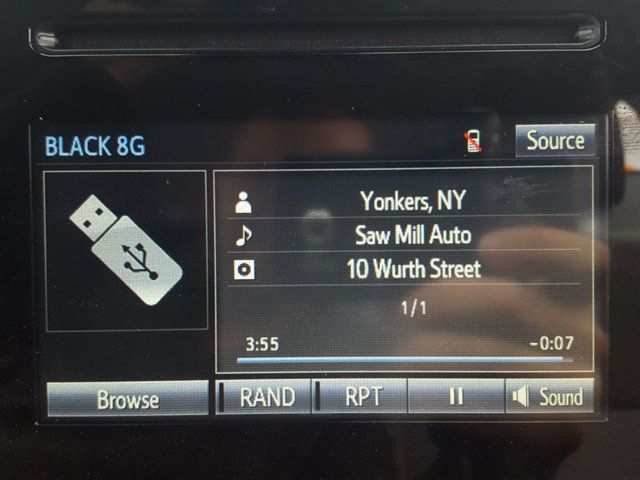 BLACK 8G
Source
Yonkers, NY
Saw Mill Auto
10 Wurth Street
1/1
3:55 -0:07
Browse RAND RPT Sound